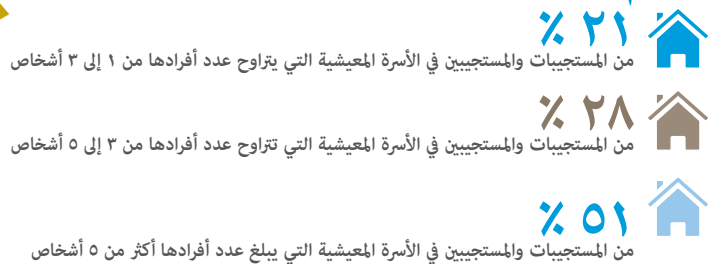 ٢١ ٪
من المستجيبات والمستجيبين في الأسرة المعيشية التي يتراوح عدد أفرادها من ١ إلى ٣ أشخاص
٢٨ ٪
من المستجيبات والمستجيبين في الأسرة المعيشية التي تتراوح عدد أفرادها من ٣ إلى ٥ أشخاص
٥١ ٪
من المستجيبات والمستجيبين في الأسرة المعيشية التي يبلغ عدد أفرادها أكثر من ٥ أشخاص